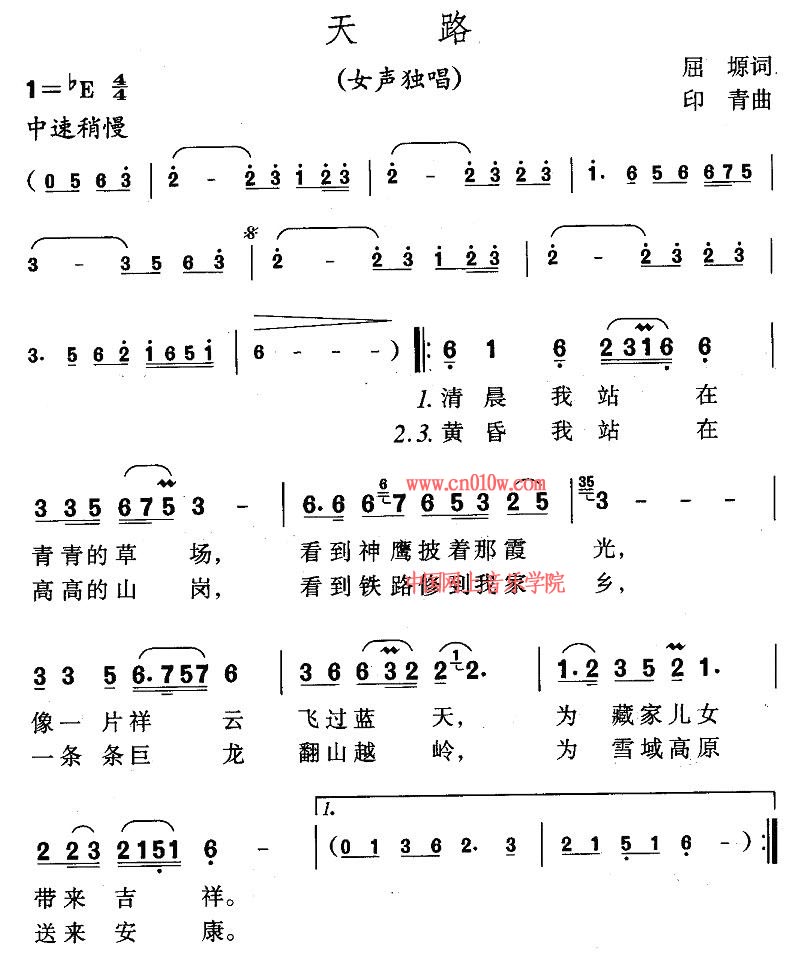 天 路
(女声独唱)
1=♭E 4/4
屈 塬词
印 青曲
中速稍慢
(0 5 6 3 | 2 - 2 3 1 2 3 | 2 - 2 3 2 3 | 1. 6 5 6 6 7 5 |
3 - 3 5 6 3 | 2 - 2 3 1 2 3 | 2 - 2 3 2 3 |
3. 5 6 2 1 6 5 1 | 6 - - -) ‖: 6 1 6 2 3 1 6 6 |
1.清晨我站在
2.3.黄昏我站在
3 3 5 6 7 5 3 - | 6. 6 6 6 7 6 5 3 2 5 | 35 3 - - - |
www.cn010w.com
青青的草场， 看到神鹰披着那霞光，
高高的山岗， 看到铁路修到我家乡，
中国网上音乐学院
3 3 5 6. 7 5 7 6 | 3 6 6 6 3 2 2 1 2. | 1. 2 3 5 2 1. |
像一片祥云 飞过蓝天， 为藏家儿女
一条条巨龙 翻山越岭， 为雪域高原
1.
2 2 3 2 1 5 1 6 - | (0 1 3 6 2. 3 | 2 1 5 1 6 -) :‖
带来吉祥。
送来安康。